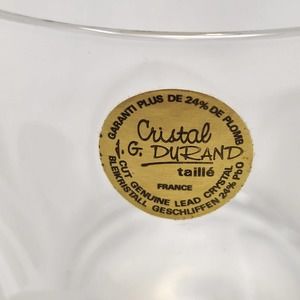 GARANTI PLUS DE 24% DE PLOMB
Cristal
J.G. DURAND
taillé
FRANCE
CUT GENUINE LEAD CRYSTAL
BLEIKRISTALL GESCHLIFFEN 24% PbO